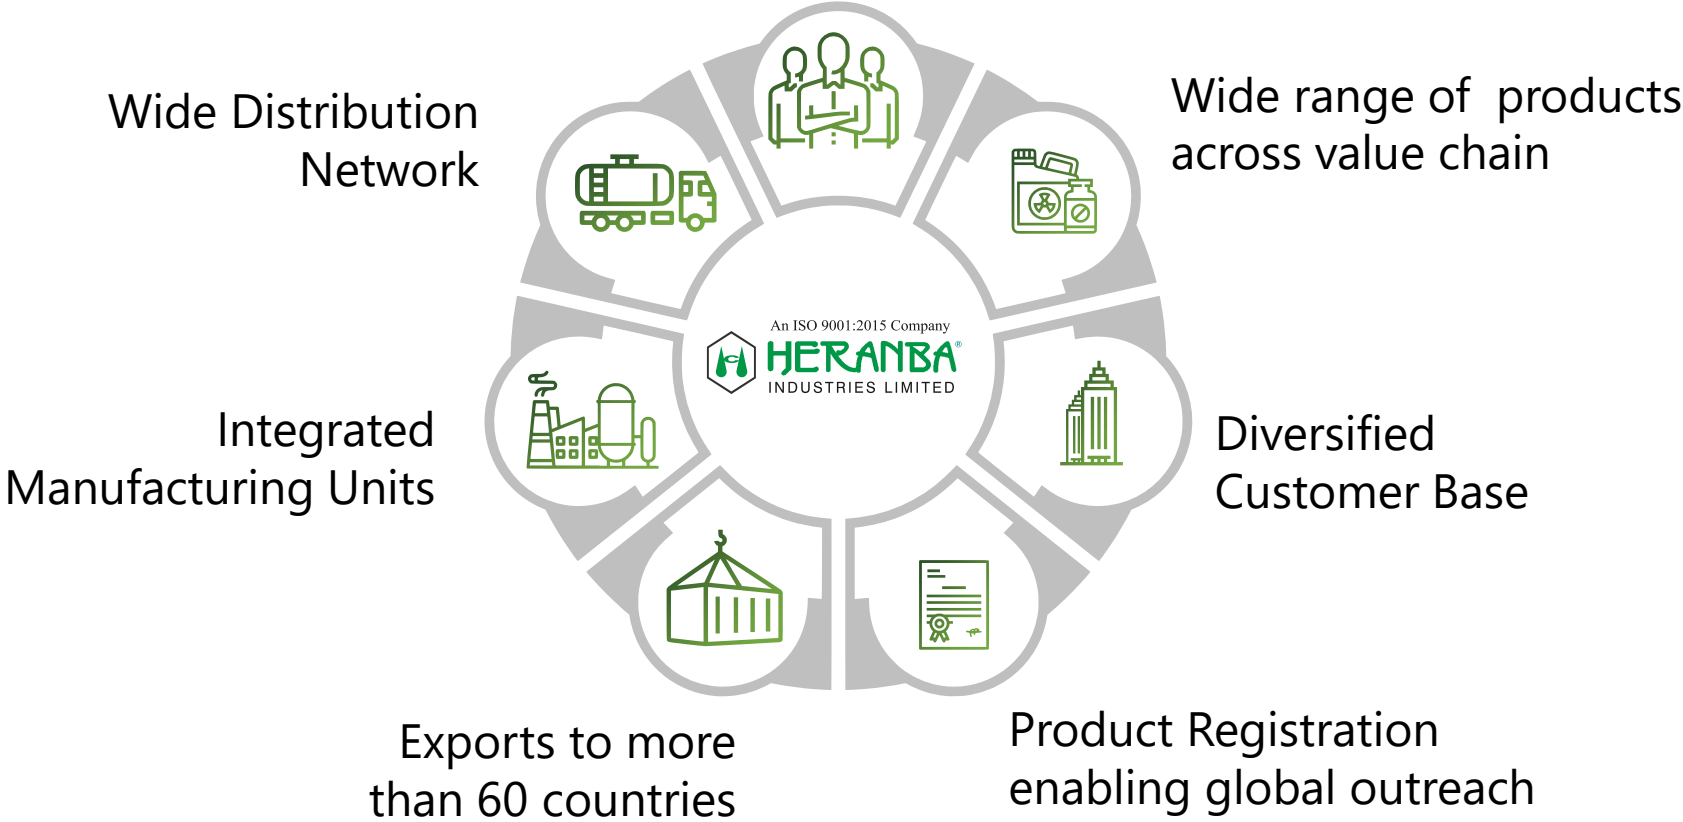 Wide Distribution
Network
Wide range of  products
across value chain
An ISO 9001:2015 Company
HERANBA®
INDUSTRIES LIMITED
Integrated
Manufacturing Units
Diversified
Customer Base
Exports to more
than 60 countries
Product Registration
enabling global outreach